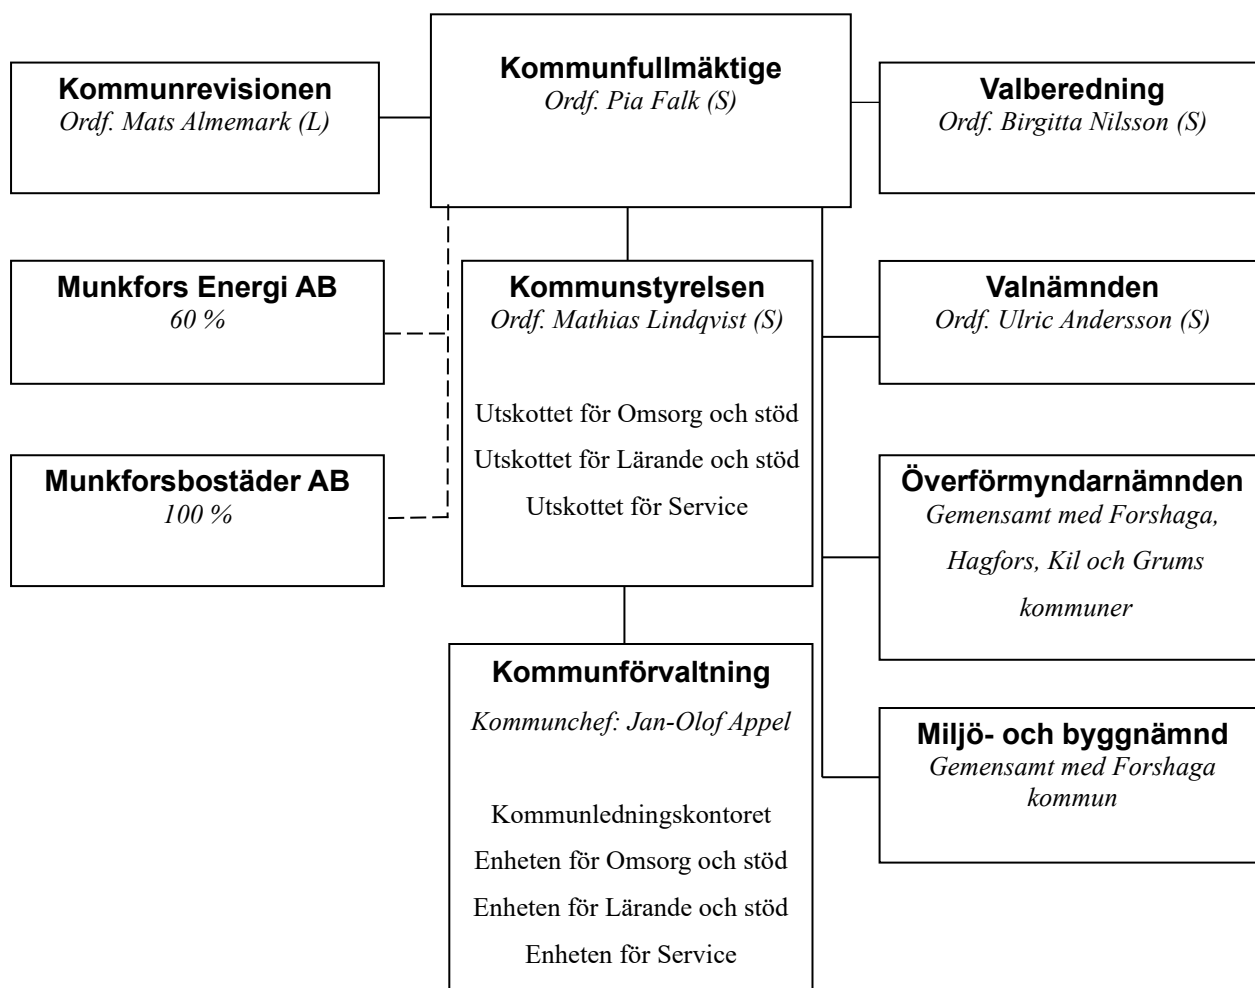 Kommunfullmäktige
Ordf. Pia Falk (S)
Kommunrevisionen
Ordf. Mats Almemark (L)
Valberedning
Ordf. Birgitta Nilsson (S)
Munkfors Energi AB
60 %
Kommunstyrelsen
Ordf. Mathias Lindqvist (S)
Utskottet för Omsorg och stöd
Utskottet för Lärande och stöd
Utskottet för Service
Valnämnden
Ordf. Ulric Andersson (S)
Munkforsbostäder AB
100 %
Överförmyndarnämnden
Gemensamt med Forshaga,
Hagfors, Kil och Grums
kommuner
Kommunförvaltning
Kommunchef: Jan-Olof Appel
Kommunledningskontoret
Enheten för Omsorg och stöd
Enheten för Lärande och stöd
Enheten för Service
Miljö- och byggnämnd
Gemensamt med Forshaga
kommun